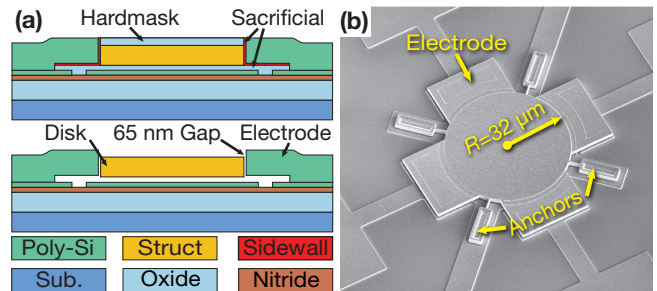 (a)
Hardmask
Sacrificial
Disk
65 nm Gap
Electrode
Poly-Si
Struct
Sidewall
Sub.
Oxide
Nitride
(b)
Electrode
R=32 μm
Anchors